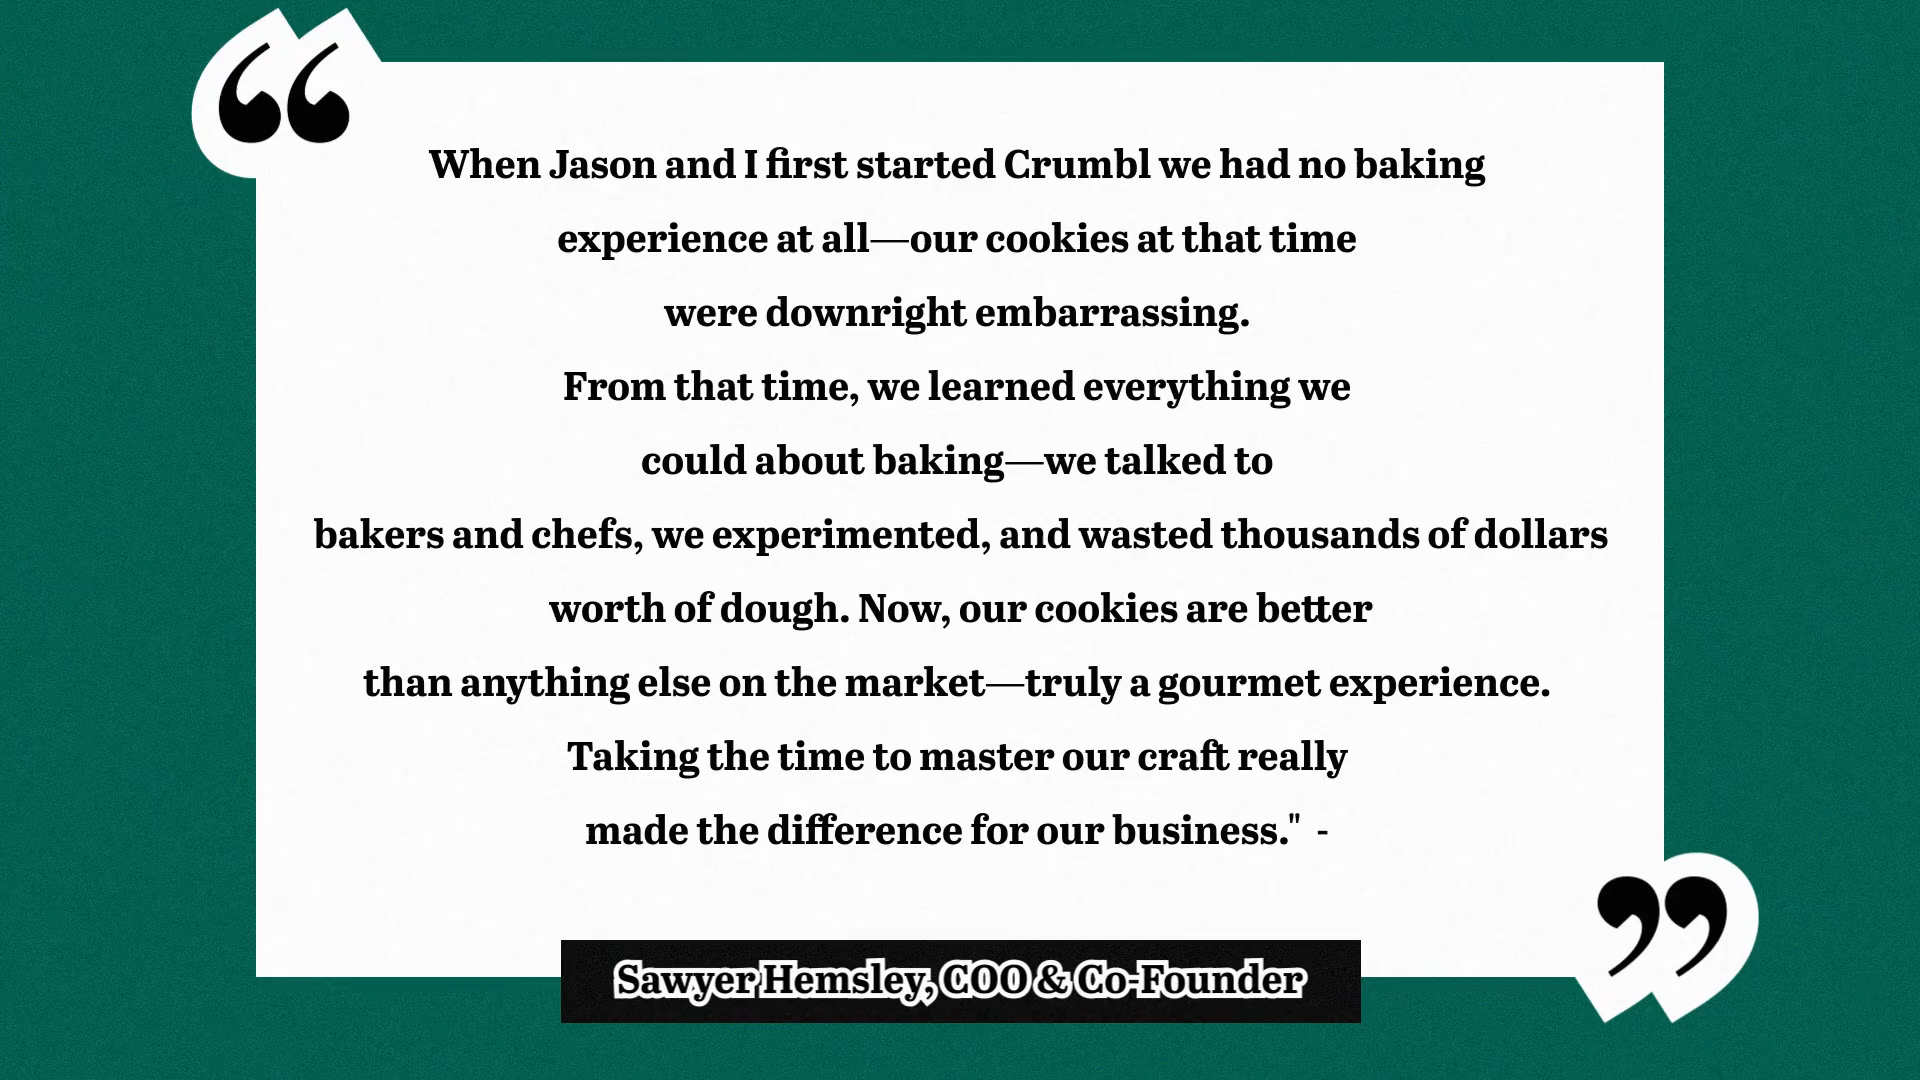 “
When Jason and I first started Crumbl we had no baking
experience at all—our cookies at that time
were downright embarrassing.
From that time, we learned everything we
could about baking—we talked to
bakers and chefs, we experimented, and wasted thousands of dollars
worth of dough. Now, our cookies are better
than anything else on the market—truly a gourmet experience.
Taking the time to master our craft really
made the difference for our business." -
”
Sawyer Hemsley, COO & Co-Founder